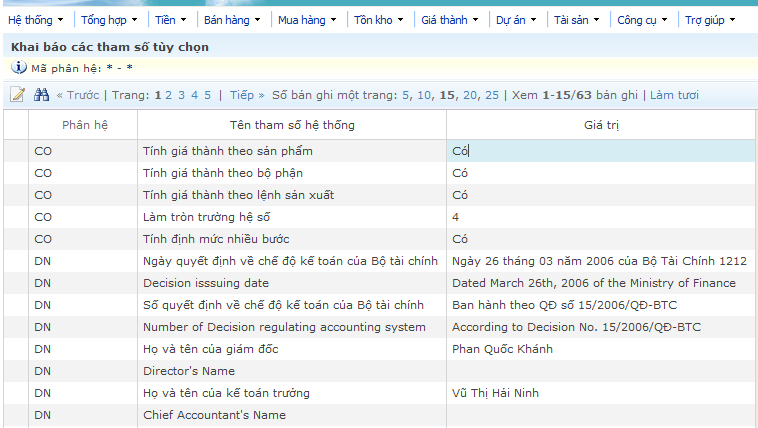 Hệ thống Tổng hợp Tiền Bán hàng Mua hàng Tồn kho Giá thành Dự án Tài sản Công cụ Trợ giúp
Khai báo các tham số tùy chọn
Mã phân hệ: * - *
« Trước | Trang: 1 2 3 4 5 | Tiếp » Số bản ghi một trang: 5, 10, 15, 20, 25 | Xem 1-15/63 bản ghi | Làm tươi
Phân hệ Tên tham số hệ thống Giá trị
CO Tính giá thành theo sản phẩm Có
CO Tính giá thành theo bộ phận Có
CO Tính giá thành theo lệnh sản xuất Có
CO Làm tròn trường hệ số 4
CO Tính định mức nhiều bước Có
DN Ngày quyết định về chế độ kế toán của Bộ tài chính Ngày 26 tháng 03 năm 2006 của Bộ Tài Chính 1212
DN Decision isssuing date Dated March 26th, 2006 of the Ministry of Finance
DN Số quyết định về chế độ kế toán của Bộ tài chính Ban hành theo QĐ số 15/2006/QĐ-BTC
DN Number of Decision regulating accounting system According to Decision No. 15/2006/QĐ-BTC
DN Họ và tên của giám đốc Phan Quốc Khánh
DN Director's Name
DN Họ và tên của kế toán trưởng Vũ Thị Hải Ninh
DN Chief Accountant's Name